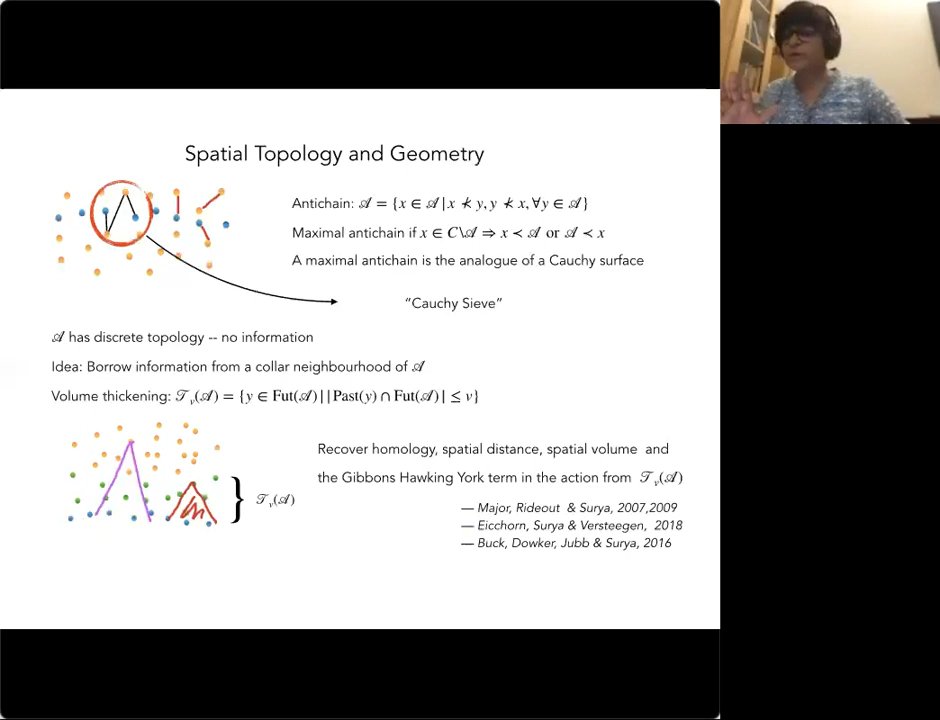 Spatial Topology and Geometry
Antichain: 𝒜 = {x ∈ 𝒜 | x ⊀ y, y ⊀ x, ∀y ∈ 𝒜}
Maximal antichain if x ∈ C\𝒜 ⇒ x ≺ 𝒜 or 𝒜 ≺ x
A maximal antichain is the analogue of a Cauchy surface
"Cauchy Sieve"
𝒜 has discrete topology -- no information
Idea: Borrow information from a collar neighbourhood of 𝒜
Volume thickening: 𝒯ᵥ(𝒜) = {y ∈ Fut(𝒜) | |Past(y) ∩ Fut(𝒜)| ≤ v}
𝒯ᵥ(𝒜)
Recover homology, spatial distance, spatial volume and
the Gibbons Hawking York term in the action from 𝒯ᵥ(𝒜)
— Major, Rideout & Surya, 2007,2009
— Eicchorn, Surya & Versteegen, 2018
— Buck, Dowker, Jubb & Surya, 2016